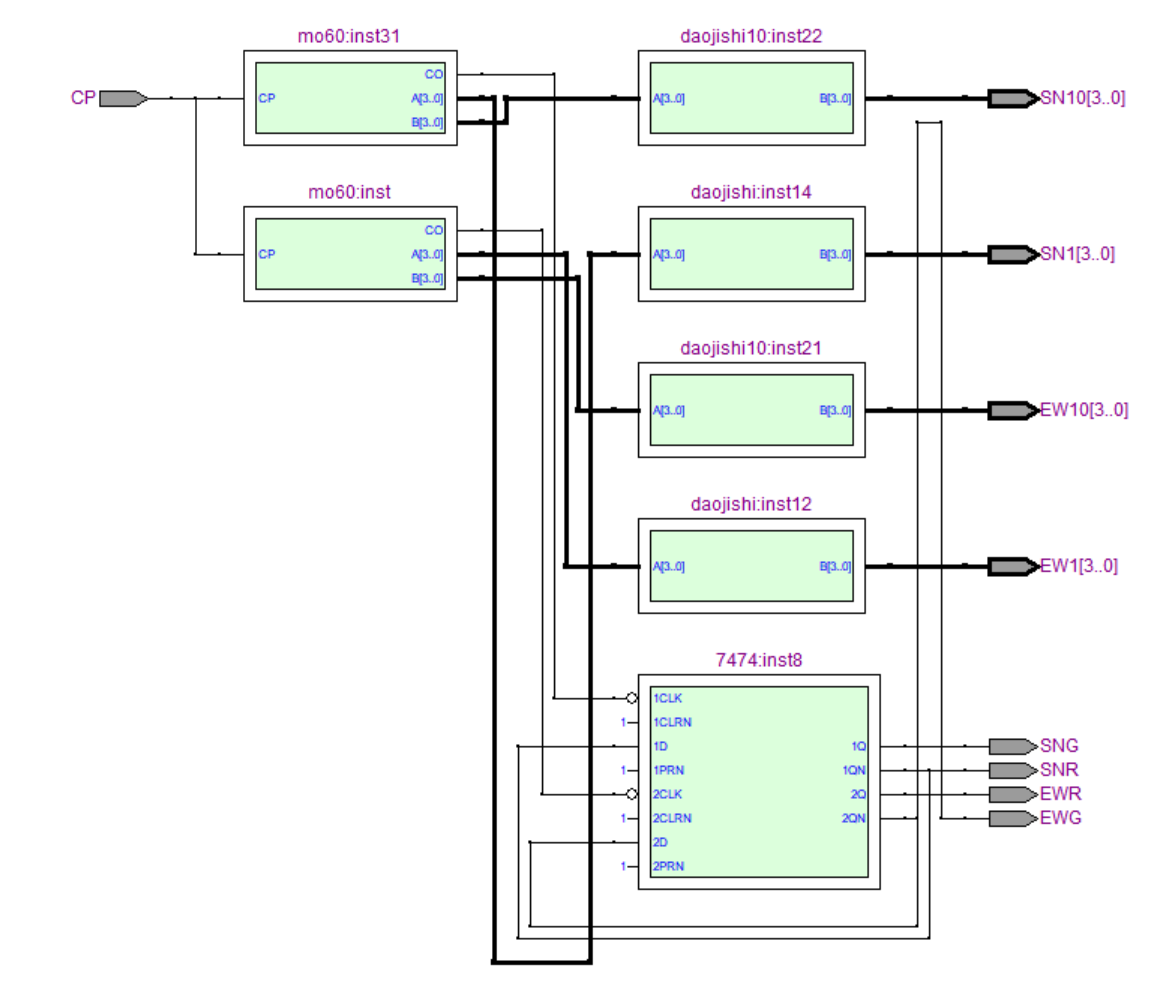 mo60:inst31
daojishi10:inst22
CO
CP
CP
A[3..0]
A[3..0]
B[3..0]
SN10[3..0]
B[3..0]
mo60:inst
daojishi:inst14
CO
CP
A[3..0]
A[3..0]
B[3..0]
SN1[3..0]
B[3..0]
daojishi10:inst21
A[3..0]
B[3..0]
EW10[3..0]
daojishi:inst12
A[3..0]
B[3..0]
EW1[3..0]
7474:inst8
1CLK
1
1CLRN
1D
1Q
SNG
1
1PRN
1QN
SNR
2CLK
2Q
EWR
1
2CLRN
2QN
EWG
2D
1
2PRN